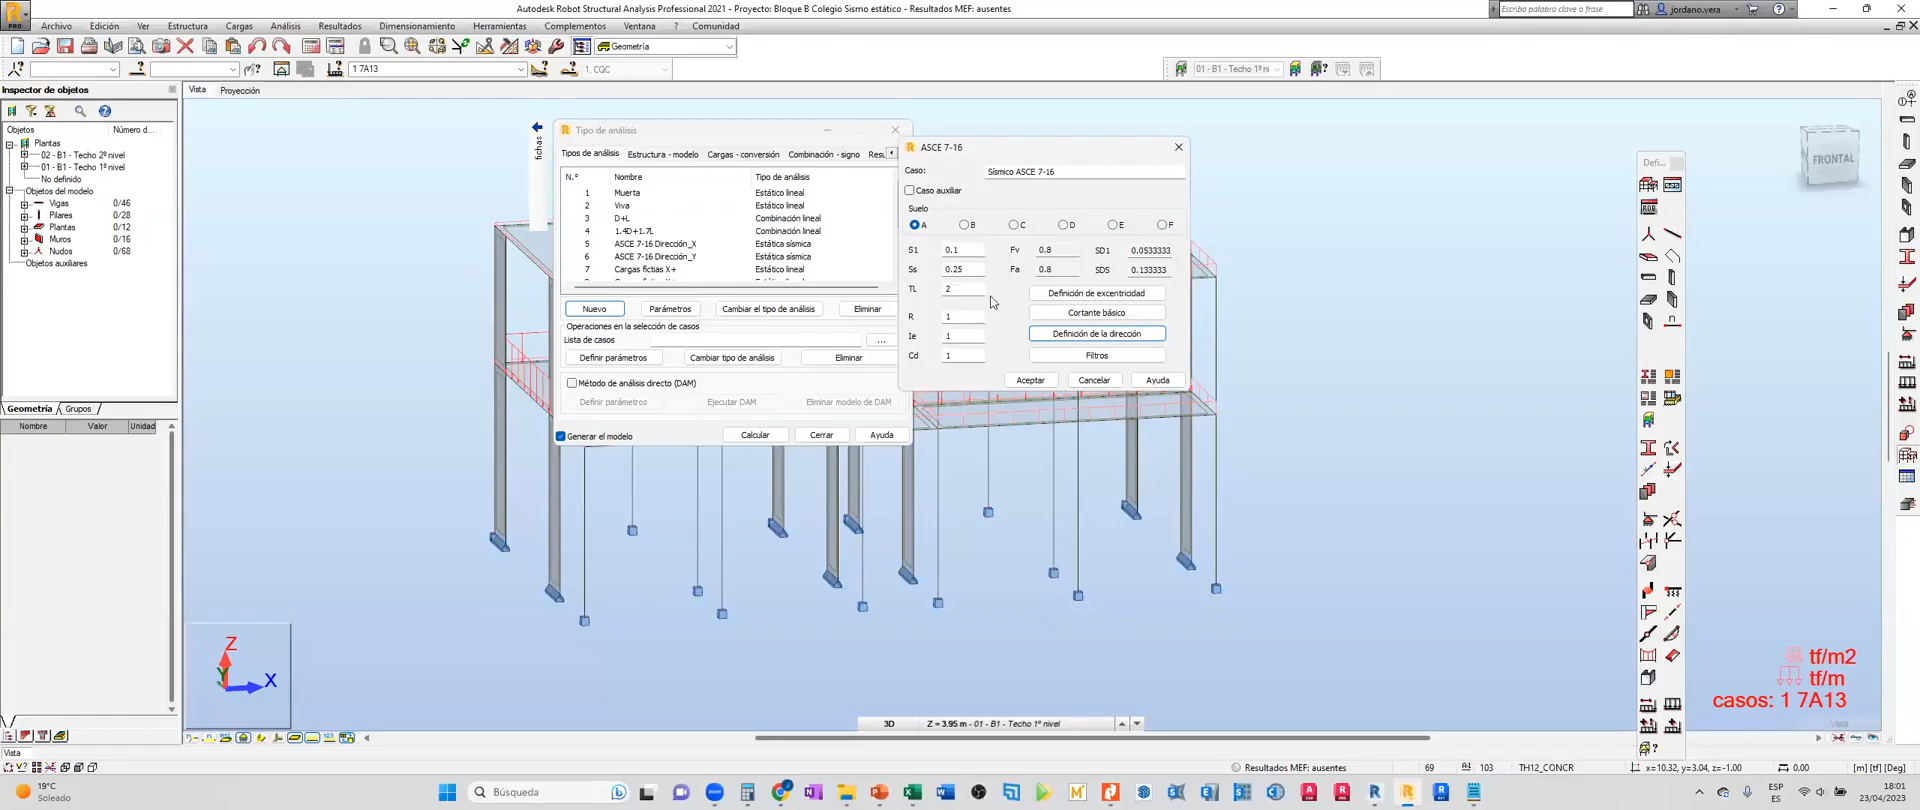 Autodesk Robot Structural Analysis Professional 2021 - Proyecto: Bloque B Colegio Sismo estático - Resultados MEF: ausentes
Escriba palabra clave o frase
jordano.vera
PRO
Archivo Edición Ver Estructura Cargas Análisis Resultados Dimensionamiento Herramientas Complementos Ventana Comunidad
Geometría
1 7A13
1. CQC
01 - B1 - Techo 1º ni
Inspector de objetos
Vista Proyección
Objetos Número d...
Plantas
02 - B1 - Techo 2º nivel
01 - B1 - Techo 1º nivel
No definido
Objetos del modelo
Vigas 0/46
Pilares 0/28
Plantas 0/12
Muros 0/16
Nudos 0/68
Objetos auxiliares
Geometría Grupos
Nombre Valor Unidad
fichas
Tipo de análisis
Tipos de análisis Estructura - modelo Cargas - conversión Combinación - signo Resu
N.º Nombre Tipo de análisis
1 Muerta Estático lineal
2 Viva Estático lineal
3 D+L Combinación lineal
4 1.4D+1.7L Combinación lineal
5 ASCE 7-16 Dirección_X Estática sísmica
6 ASCE 7-16 Dirección_Y Estática sísmica
7 Cargas fictias X+ Estático lineal
Nuevo Parámetros Cambiar el tipo de análisis Eliminar
Operaciones en la selección de casos
Lista de casos ...
Definir parámetros Cambiar tipo de análisis Eliminar
Método de análisis directo (DAM)
Definir parámetros Ejecutar DAM Eliminar modelo de DAM
Generar el modelo Calcular Cerrar Ayuda
ASCE 7-16
Caso: Sísmico ASCE 7-16
Caso auxiliar
Suelo
A B C D E F
S1 0.1 Fv 0.8 SD1 0.0533333
Ss 0.25 Fa 0.8 SDS 0.133333
TL 2 Definición de excentricidad
R 1 Cortante básico
Ie 1 Definición de la dirección
Cd 1 Filtros
Aceptar Cancelar Ayuda
FRONTAL
Defi...
Z
Y
X
tf/m2
tf/m
casos: 1 7A13
3D Z = 3.95 m - 01 - B1 - Techo 1º nivel
Vista
Resultados MEF: ausentes 69 103 TH12_CONCR x=10.32, y=3.04, z=-1.00 0.00 [m] [tf] [Deg]
19°C
Soleado
Búsqueda
ESP
ES
18:01
23/04/2023